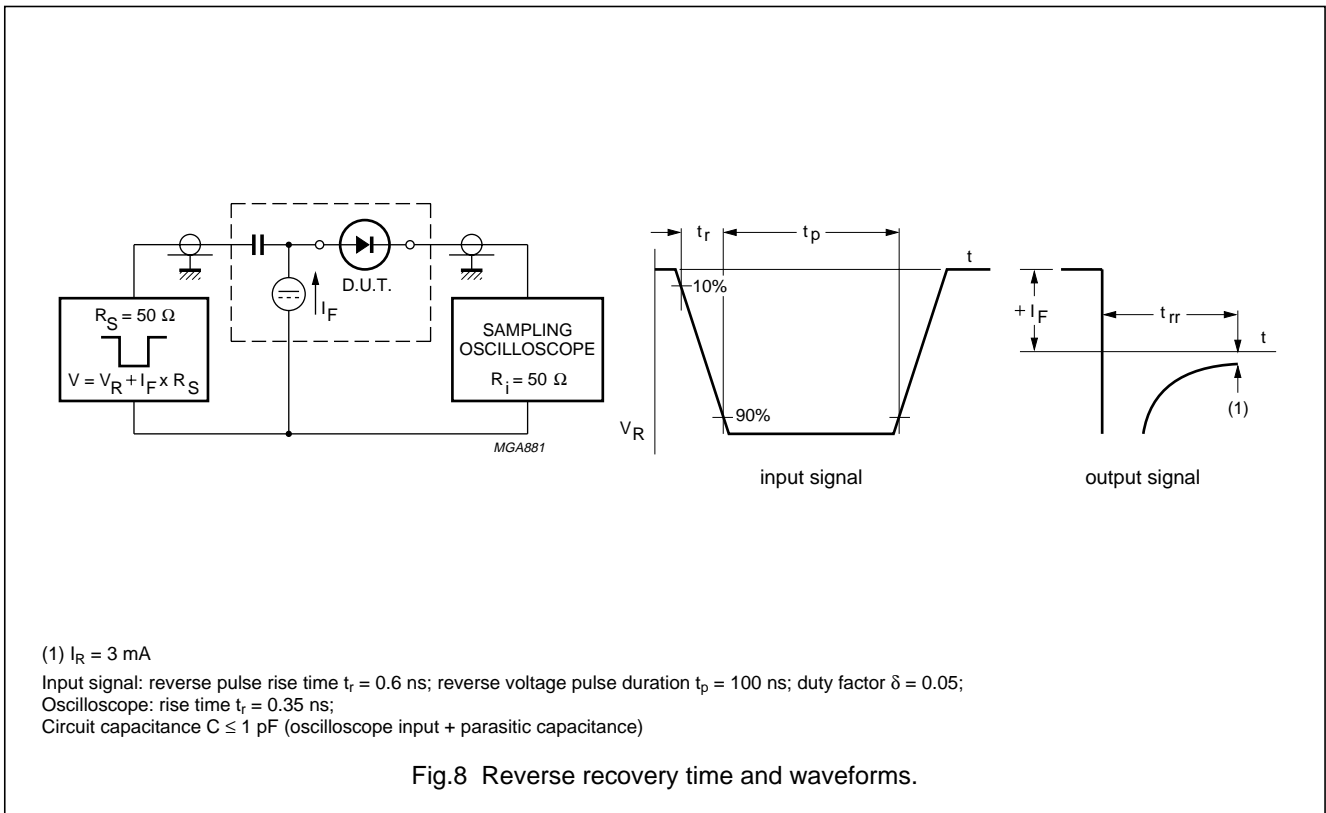 R_S = 50 Ω
V = V_R + I_F x R_S
I_F
D.U.T.
SAMPLING
OSCILLOSCOPE
R_i = 50 Ω
MGA881
t_r
t_p
t
10%
90%
V_R
input signal
+ I_F
t_rr
t
(1)
output signal
(1) I_R = 3 mA
Input signal: reverse pulse rise time t_r = 0.6 ns; reverse voltage pulse duration t_p = 100 ns; duty factor δ = 0.05;
Oscilloscope: rise time t_r = 0.35 ns;
Circuit capacitance C ≤ 1 pF (oscilloscope input + parasitic capacitance)
Fig.8 Reverse recovery time and waveforms.